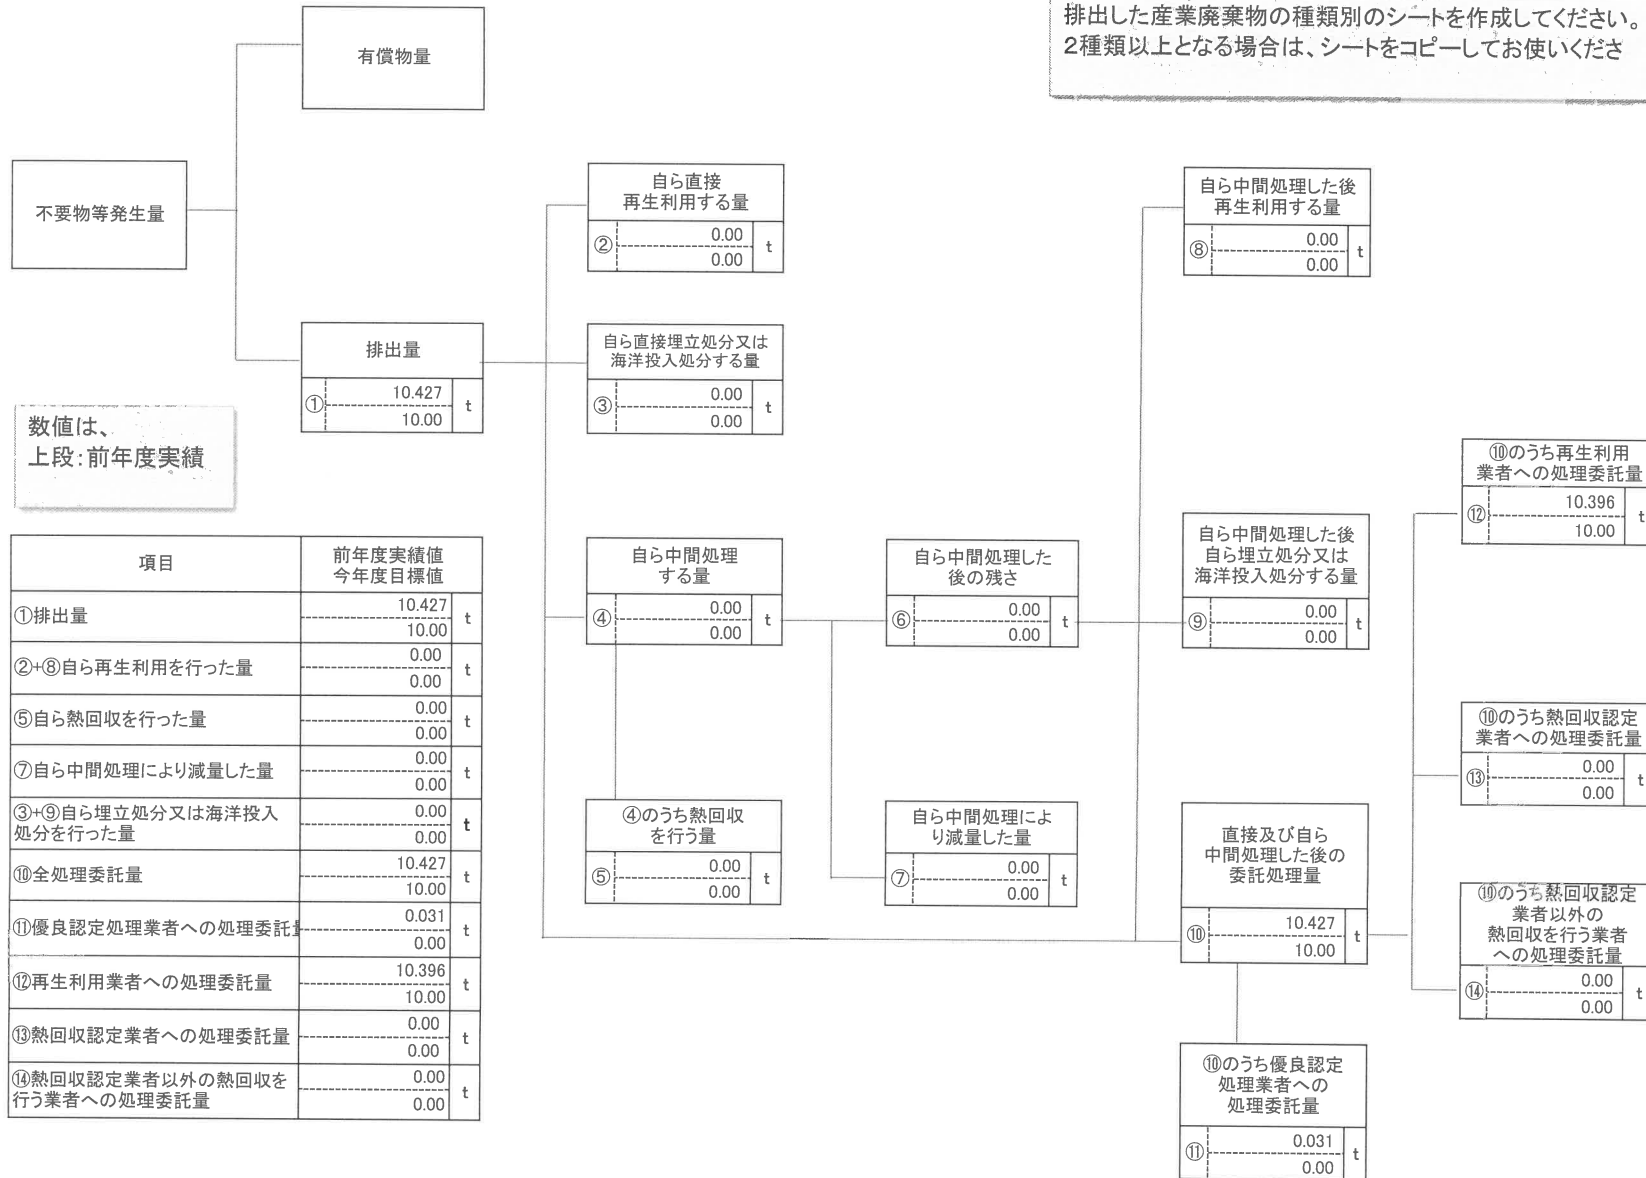 排出した産業廃棄物の種類別のシートを作成してください。
2種類以上となる場合は、シートをコピーしてお使いくださ
有償物量
不要物等発生量
排出量
① 10.427 t
10.00
数値は、
上段:前年度実績
自ら直接
再生利用する量
② 0.00 t
0.00
自ら直接埋立処分又は
海洋投入処分する量
③ 0.00 t
0.00
自ら中間処理
する量
④ 0.00 t
0.00
④のうち熱回収
を行う量
⑤ 0.00 t
0.00
自ら中間処理した
後の残さ
⑥ 0.00 t
0.00
自ら中間処理によ
り減量した量
⑦ 0.00 t
0.00
自ら中間処理した後
再生利用する量
⑧ 0.00 t
0.00
自ら中間処理した後
自ら埋立処分又は
海洋投入処分する量
⑨ 0.00 t
0.00
直接及び自ら
中間処理した後の
委託処理量
⑩ 10.427 t
10.00
⑩のうち優良認定
処理業者への
処理委託量
⑪ 0.031 t
0.00
⑩のうち再生利用
業者への処理委託量
⑫ 10.396 t
10.00
⑩のうち熱回収認定
業者への処理委託量
⑬ 0.00 t
0.00
⑩のうち熱回収認定
業者以外の
熱回収を行う業者
への処理委託量
⑭ 0.00 t
0.00
項目 前年度実績値
今年度目標値
①排出量 10.427 t
10.00
②+⑧自ら再生利用を行った量 0.00 t
0.00
⑤自ら熱回収を行った量 0.00 t
0.00
⑦自ら中間処理により減量した量 0.00 t
0.00
③+⑨自ら埋立処分又は海洋投入
処分を行った量 0.00 t
0.00
⑩全処理委託量 10.427 t
10.00
⑪優良認定処理業者への処理委託 0.031 t
0.00
⑫再生利用業者への処理委託量 10.396 t
10.00
⑬熱回収認定業者への処理委託量 0.00 t
0.00
⑭熱回収認定業者以外の熱回収を
行う業者への処理委託量 0.00 t
0.00